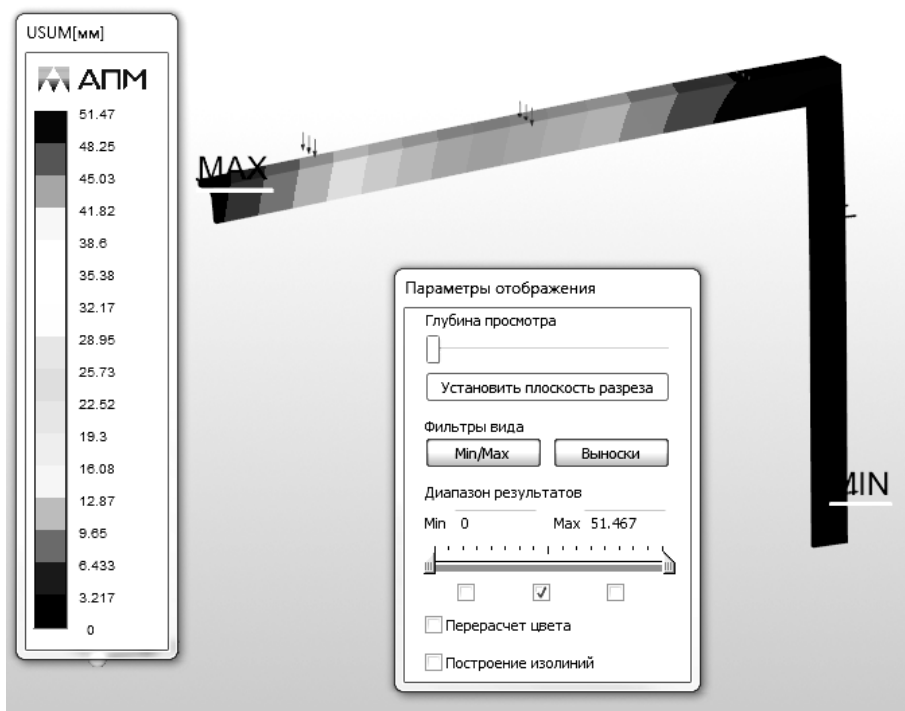 USUM[мм]
АПМ
51.47
48.25
45.03
41.82
38.6
35.38
32.17
28.95
25.73
22.52
19.3
16.08
12.87
9.65
6.433
3.217
0
MAX
MIN
Параметры отображения
Глубина просмотра
Установить плоскость разреза
Фильтры вида
Min/Max Выноски
Диапазон результатов
Min 0 Max 51.467
Перерасчет цвета
Построение изолиний